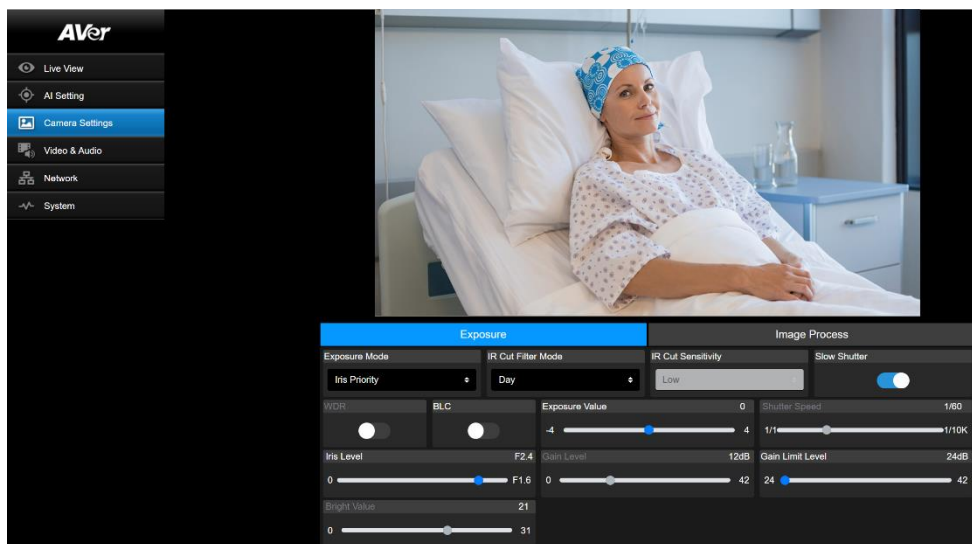 AVer
Live View
AI Setting
Camera Settings
Video & Audio
Network
System
Exposure
Image Process
Exposure Mode
IR Cut Filter Mode
IR Cut Sensitivity
Slow Shutter
Iris Priority
Day
Low
WDR
BLC
Exposure Value 0
Shutter Speed 1/60
-4 4
1/1 1/10K
Iris Level F2.4
Gain Level 12dB
Gain Limit Level 24dB
0 F1.6
0 42
24 42
Bright Value 21
0 31